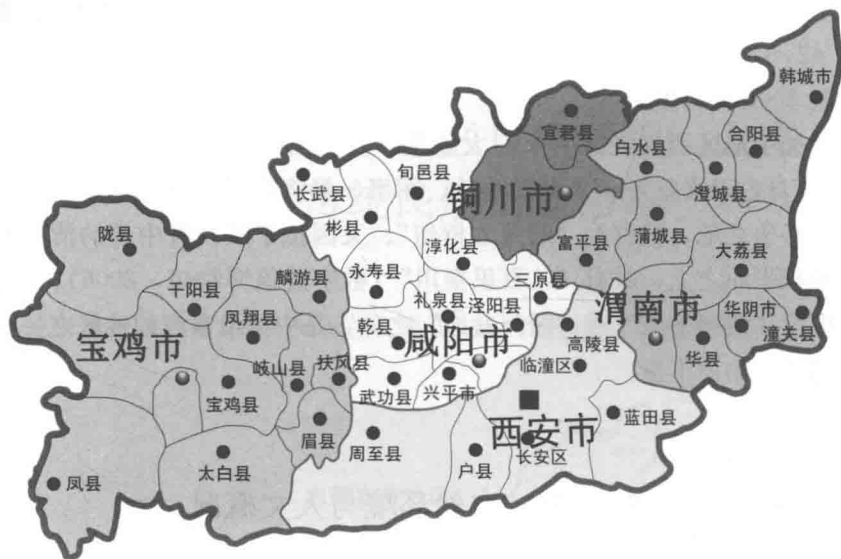 韩城市
宜君县
合阳县
白水县
旬邑县
长武县
铜川市
澄城县
彬县
蒲城县
陇县
淳化县
富平县
大荔县
永寿县
三原县
麟游县
千阳县
礼泉县
泾阳县
渭南市
华阴市
凤翔县
乾县
咸阳市
潼关县
宝鸡市
高陵县
华县
岐山县
扶风县
临潼区
宝鸡县
武功县
兴平市
眉县
西安市
蓝田县
周至县
长安区
太白县
户县
凤县